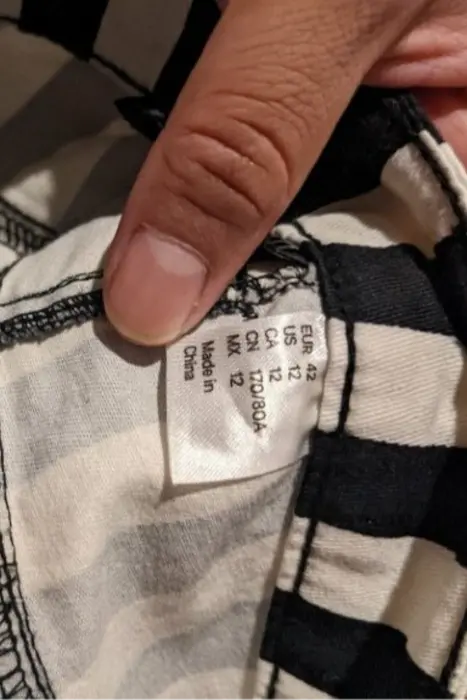 EUR 42
US 12
CA 12
CN 170/80A
MX 12
Made in
China